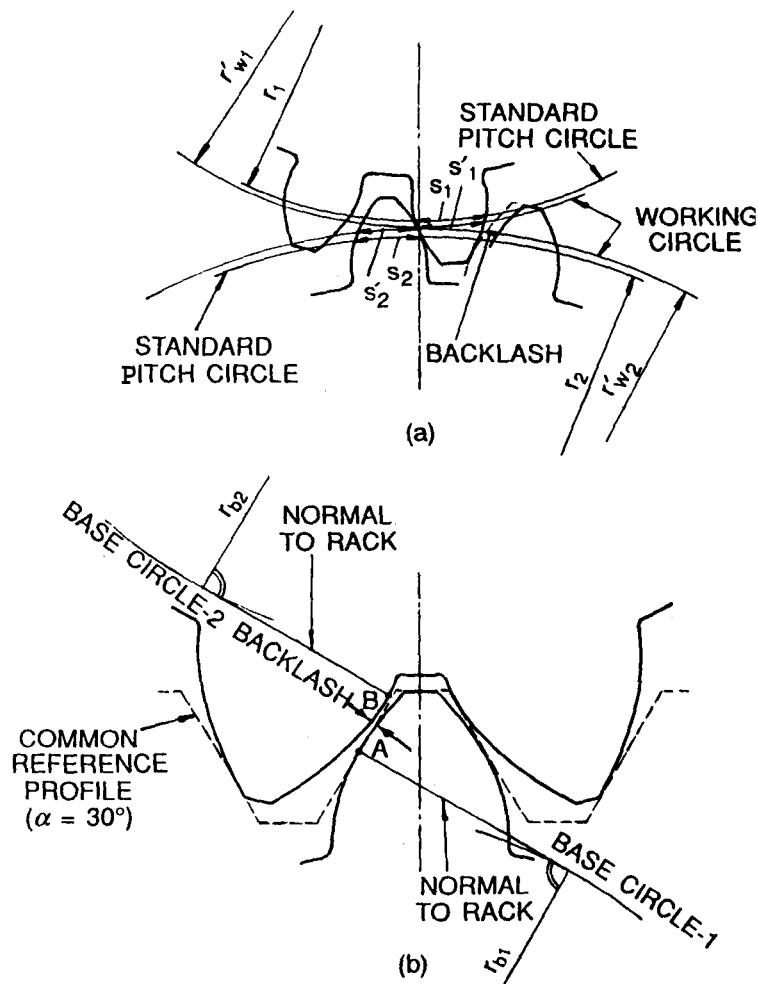 r'w1
r1
STANDARD
PITCH CIRCLE
s1
s'1
WORKING
CIRCLE
s2
s'2
STANDARD
PITCH CIRCLE
BACKLASH
r2
r'w2
(a)
rb2
NORMAL
TO RACK
BASE CIRCLE-2 BACKLASH
B
A
COMMON
REFERENCE
PROFILE
(α = 30°)
NORMAL
TO RACK
BASE CIRCLE-1
rb1
(b)